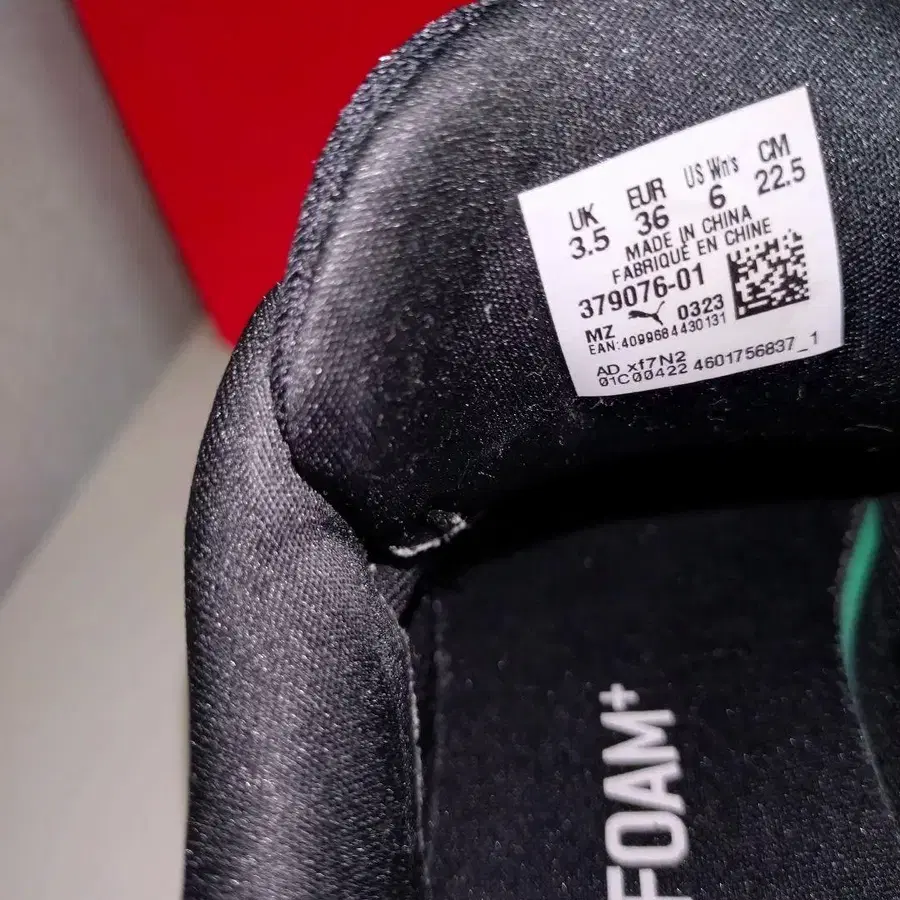 UK EUR US Wn's CM
3.5 36 6 22.5
MADE IN CHINA
FABRIQUÉ EN CHINE
379076-01
MZ 0323
EAN:4099684430131
AD xf7N2
01C00422 4601756837_1
FOAM+